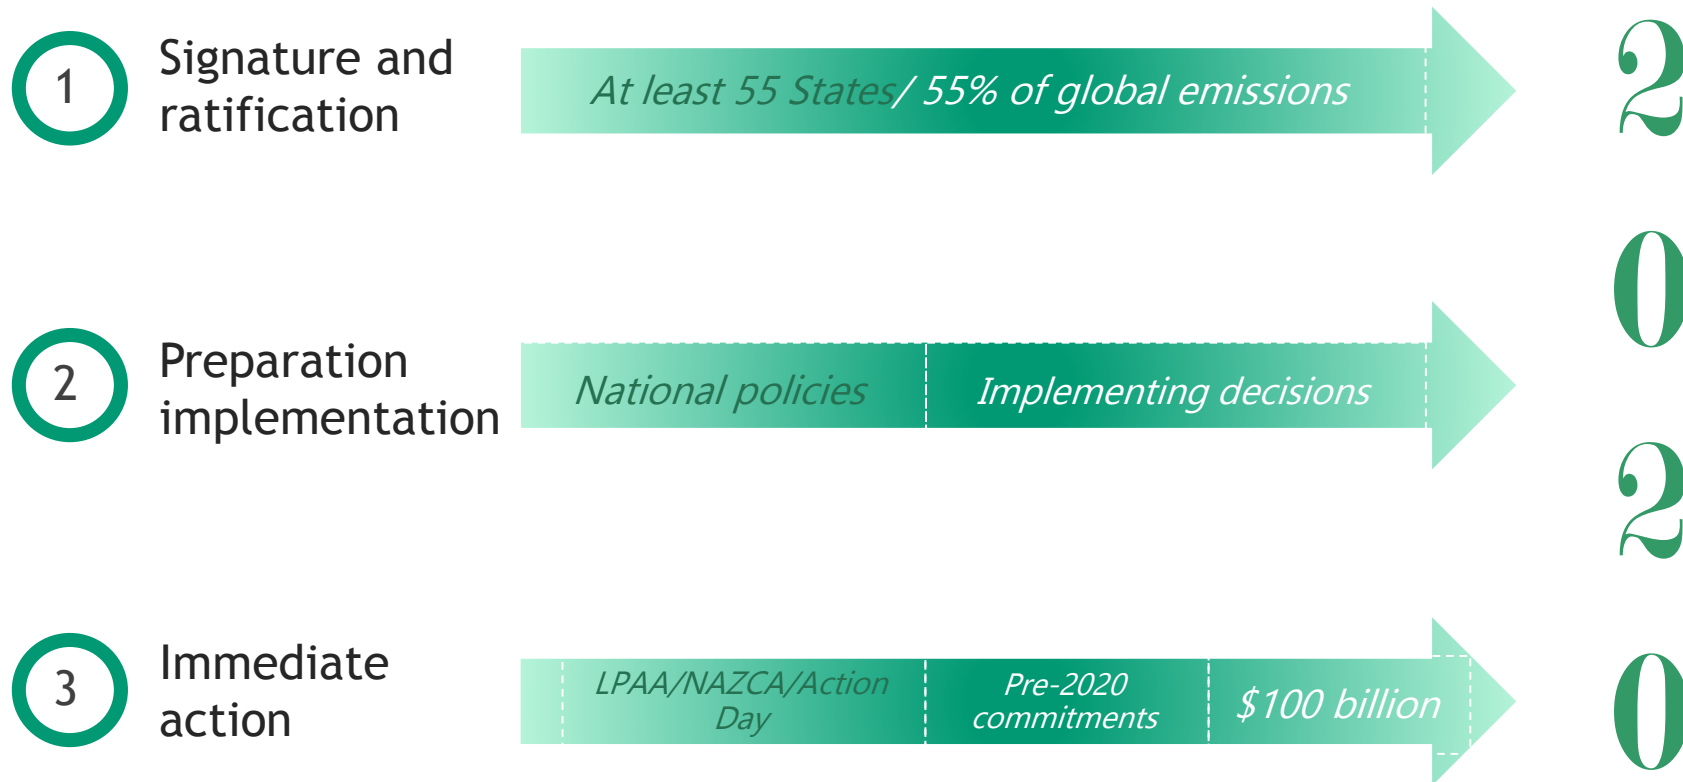 1
Signature and
ratification
At least 55 States/ 55% of global emissions
2
Preparation
implementation
National policies
Implementing decisions
3
Immediate
action
LPAA/NAZCA/Action
Day
Pre-2020
commitments
$100 billion
2
0
2
0